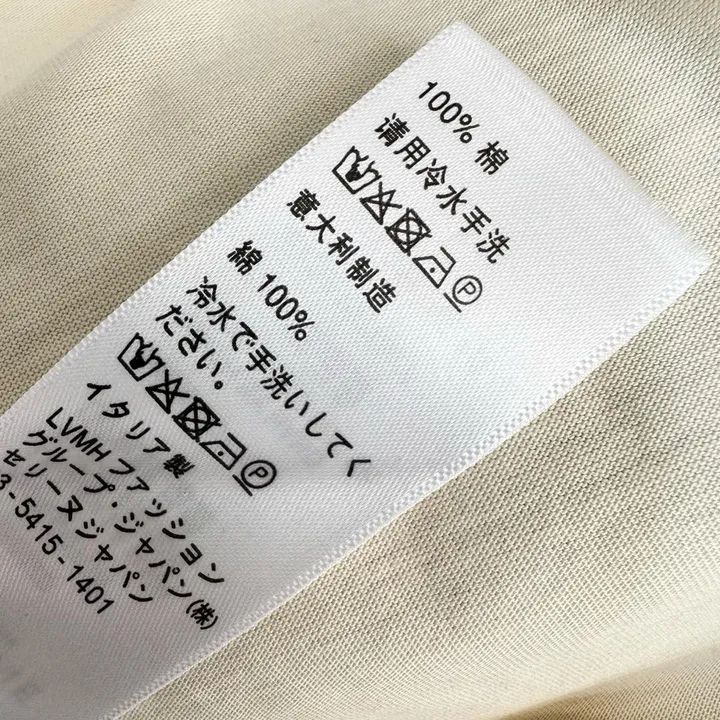 100% 棉
请用冷水手洗
意大利制造
綿 100%
冷水で手洗いしてく
ださい。
イタリア製
LVMH ファッション
グループ・ジャパン(株)
セリーヌジャパン
3-5415-1401